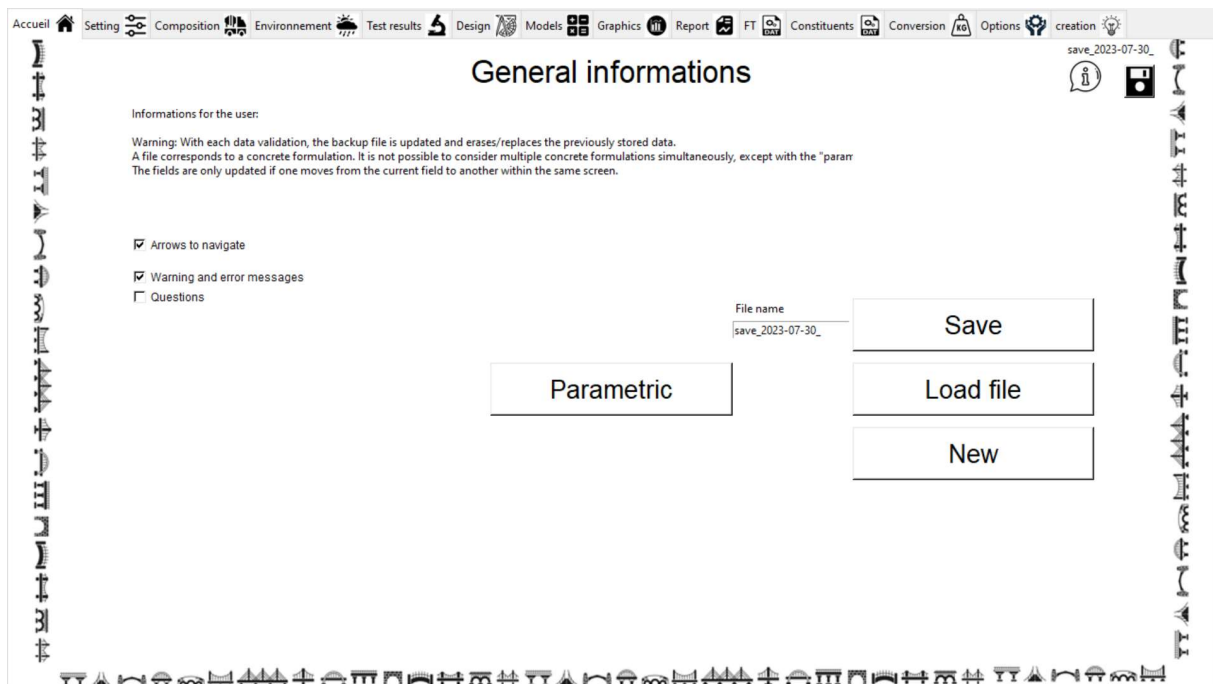 Accueil Setting Composition Environnement Test results Design Models Graphics Report FT Constituents Conversion KG Options creation
save_2023-07-30_
General informations
Informations for the user:
Warning: With each data validation, the backup file is updated and erases/replaces the previously stored data.
A file corresponds to a concrete formulation. It is not possible to consider multiple concrete formulations simultaneously, except with the "param
The fields are only updated if one moves from the current field to another within the same screen.
Arrows to navigate
Warning and error messages
Questions
File name
save_2023-07-30_
Save
Parametric
Load file
New